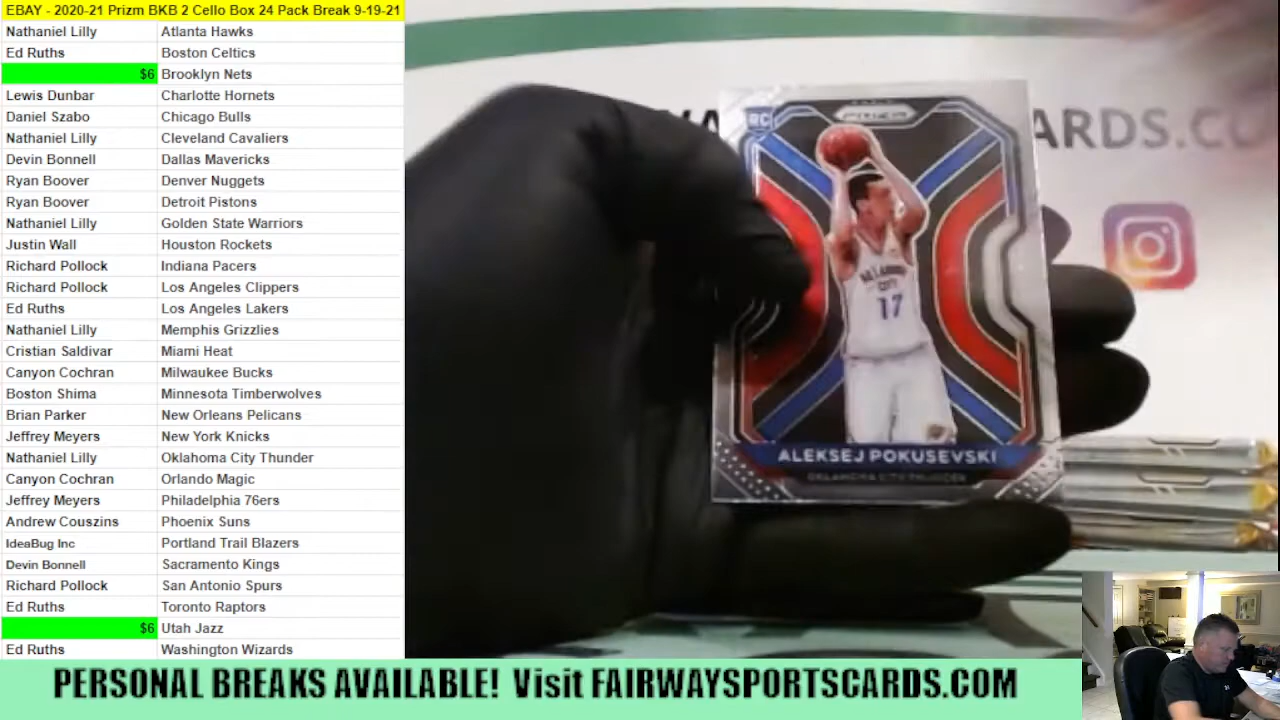 EBAY - 2020-21 Prizm BKB 2 Cello Box 24 Pack Break 9-19-21
Nathaniel Lilly Atlanta Hawks
Ed Ruths Boston Celtics
$6 Brooklyn Nets
Lewis Dunbar Charlotte Hornets
Daniel Szabo Chicago Bulls
Nathaniel Lilly Cleveland Cavaliers
Devin Bonnell Dallas Mavericks
Ryan Boover Denver Nuggets
Ryan Boover Detroit Pistons
Nathaniel Lilly Golden State Warriors
Justin Wall Houston Rockets
Richard Pollock Indiana Pacers
Richard Pollock Los Angeles Clippers
Ed Ruths Los Angeles Lakers
Nathaniel Lilly Memphis Grizzlies
Cristian Saldivar Miami Heat
Canyon Cochran Milwaukee Bucks
Boston Shima Minnesota Timberwolves
Brian Parker New Orleans Pelicans
Jeffrey Meyers New York Knicks
Nathaniel Lilly Oklahoma City Thunder
Canyon Cochran Orlando Magic
Jeffrey Meyers Philadelphia 76ers
Andrew Couszins Phoenix Suns
IdeaBug Inc Portland Trail Blazers
Devin Bonnell Sacramento Kings
Richard Pollock San Antonio Spurs
Ed Ruths Toronto Raptors
$6 Utah Jazz
Ed Ruths Washington Wizards
ARDS.CO
RC
PRIZM
CITY
17
ALEKSEJ POKUSEVSKI
OKLAHOMA CITY THUNDER
PERSONAL BREAKS AVAILABLE! Visit FAIRWAYSPORTSCARDS.COM